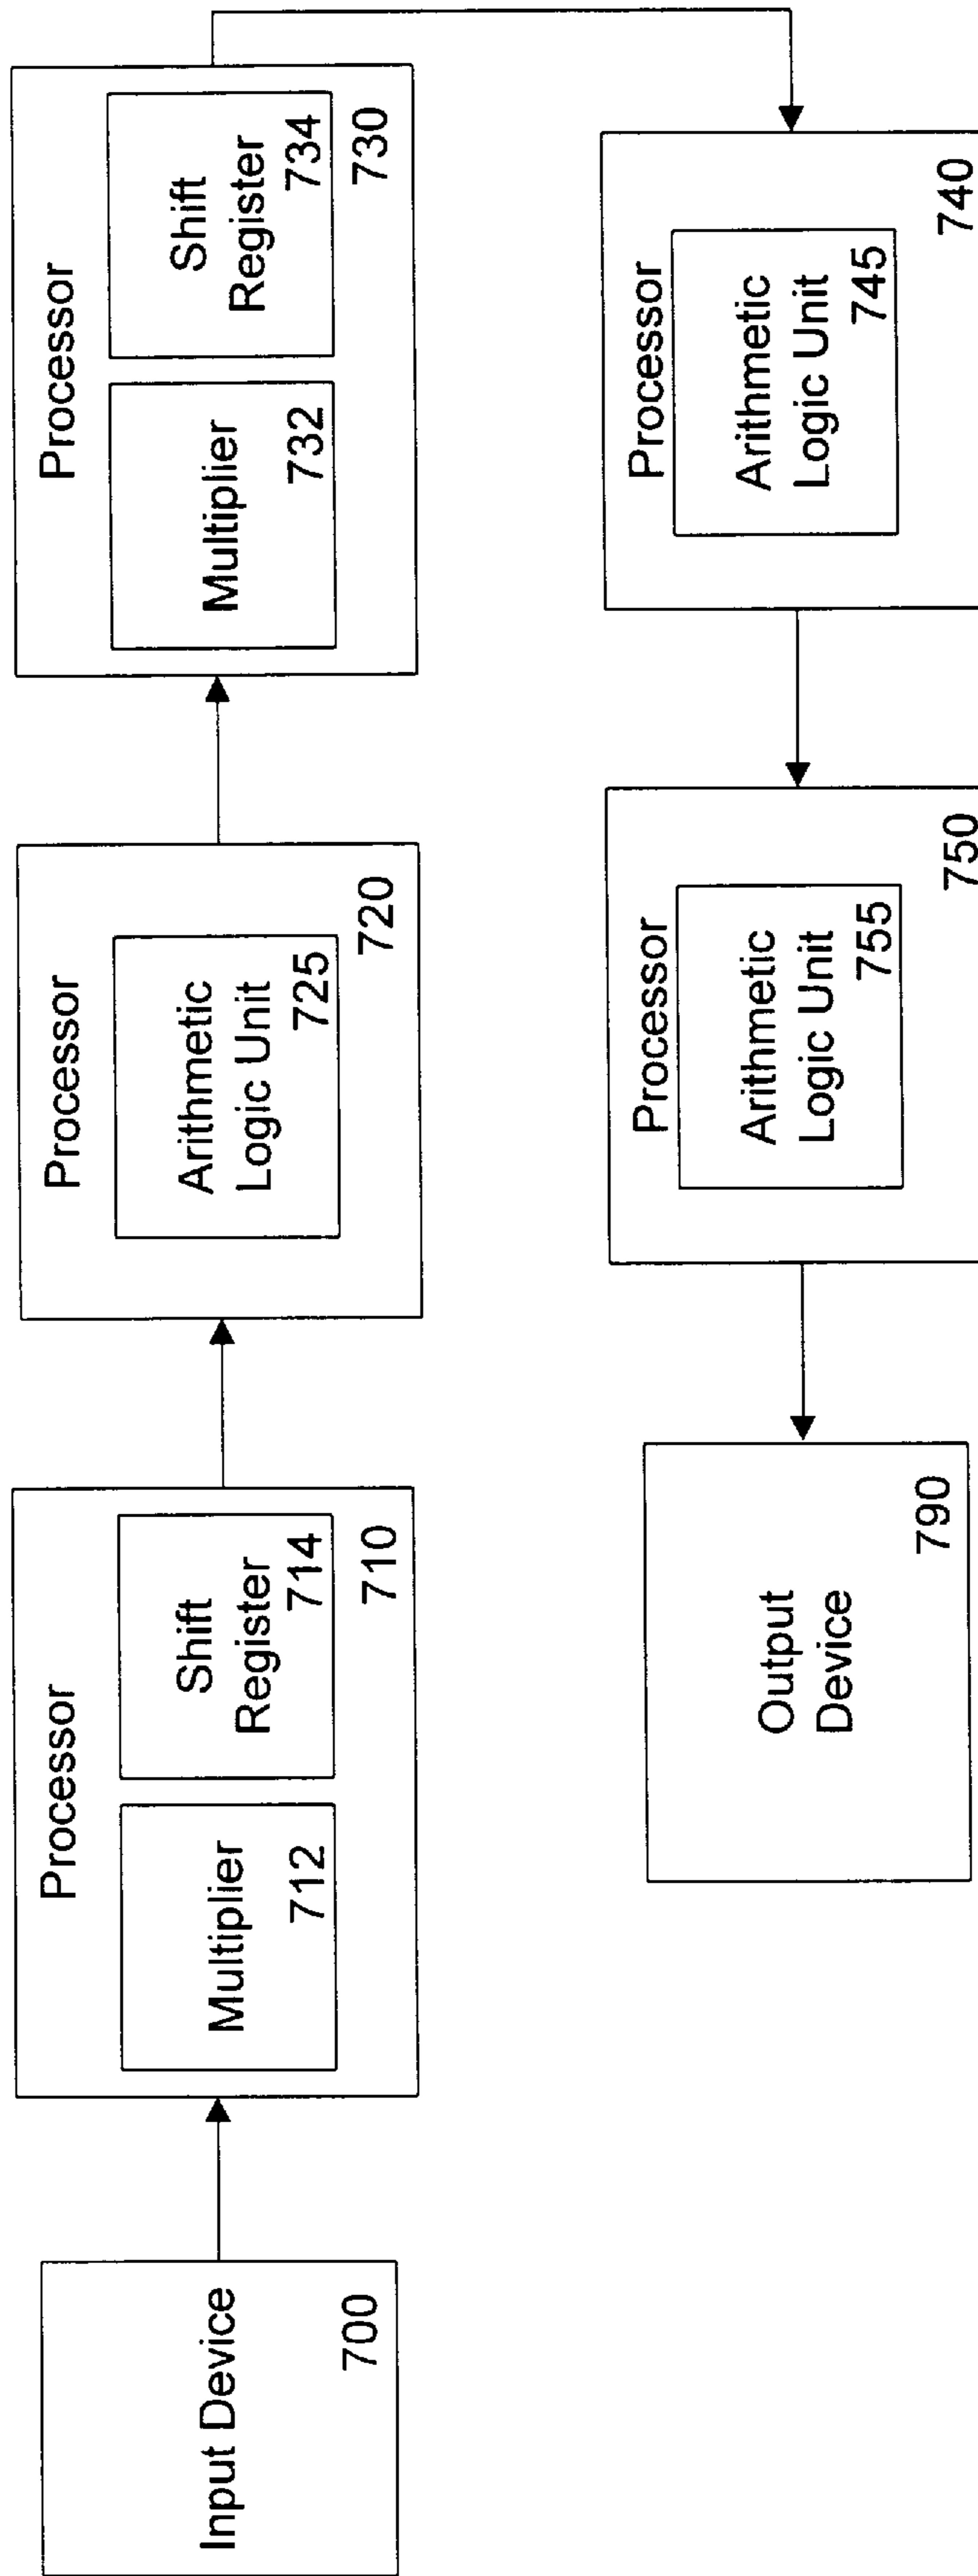 Input Device
700
Processor
Multiplier
712
Shift
Register
714
710
Processor
Arithmetic
Logic Unit
725
720
Processor
Multiplier
732
Shift
Register
734
730
Processor
Arithmetic
Logic Unit
745
740
Processor
Arithmetic
Logic Unit
755
750
Output
Device
790